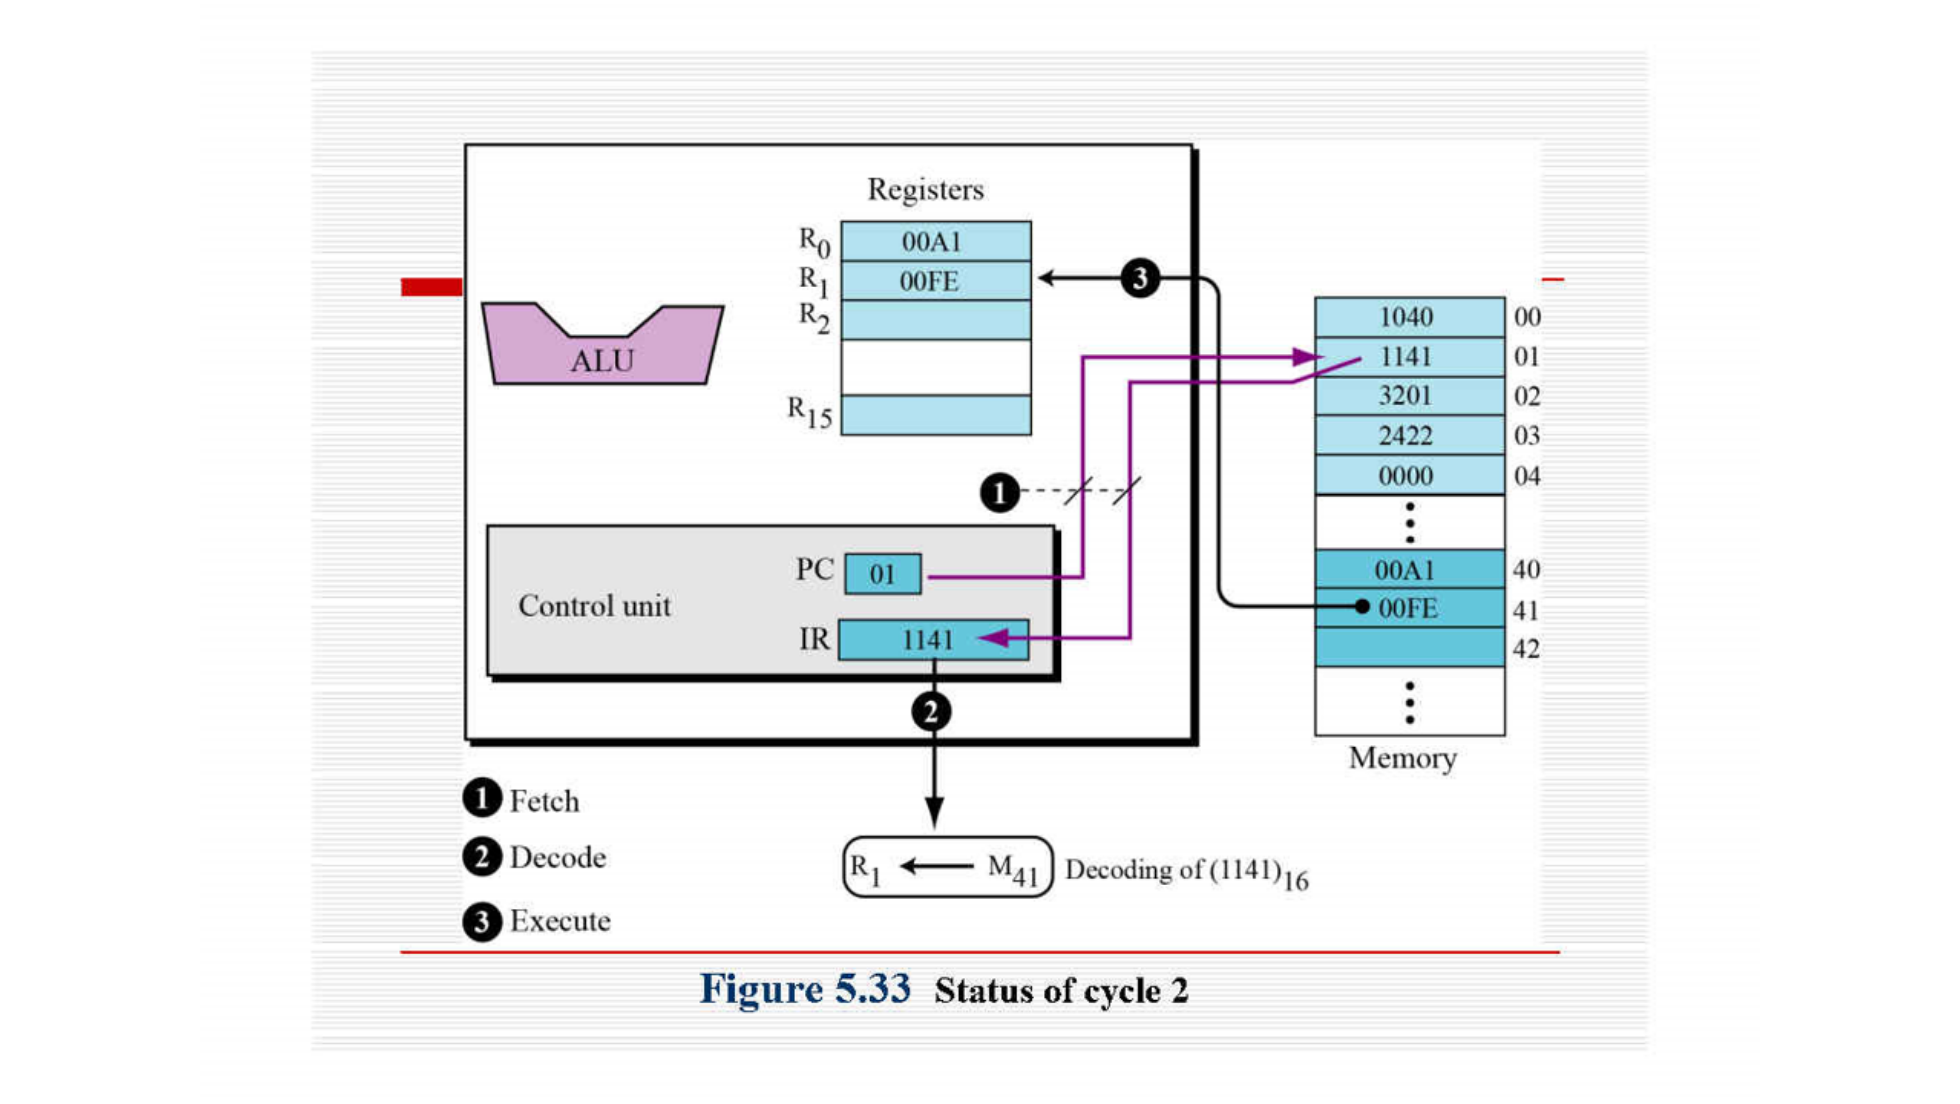 Registers
R0 00A1
R1 00FE
R2
R15
ALU
3
1040 00
1141 01
3201 02
2422 03
0000 04
00A1 40
00FE 41
42
Memory
1
Control unit
PC 01
IR 1141
2
1 Fetch
2 Decode
3 Execute
R1 ← M41 Decoding of (1141)16
Figure 5.33 Status of cycle 2